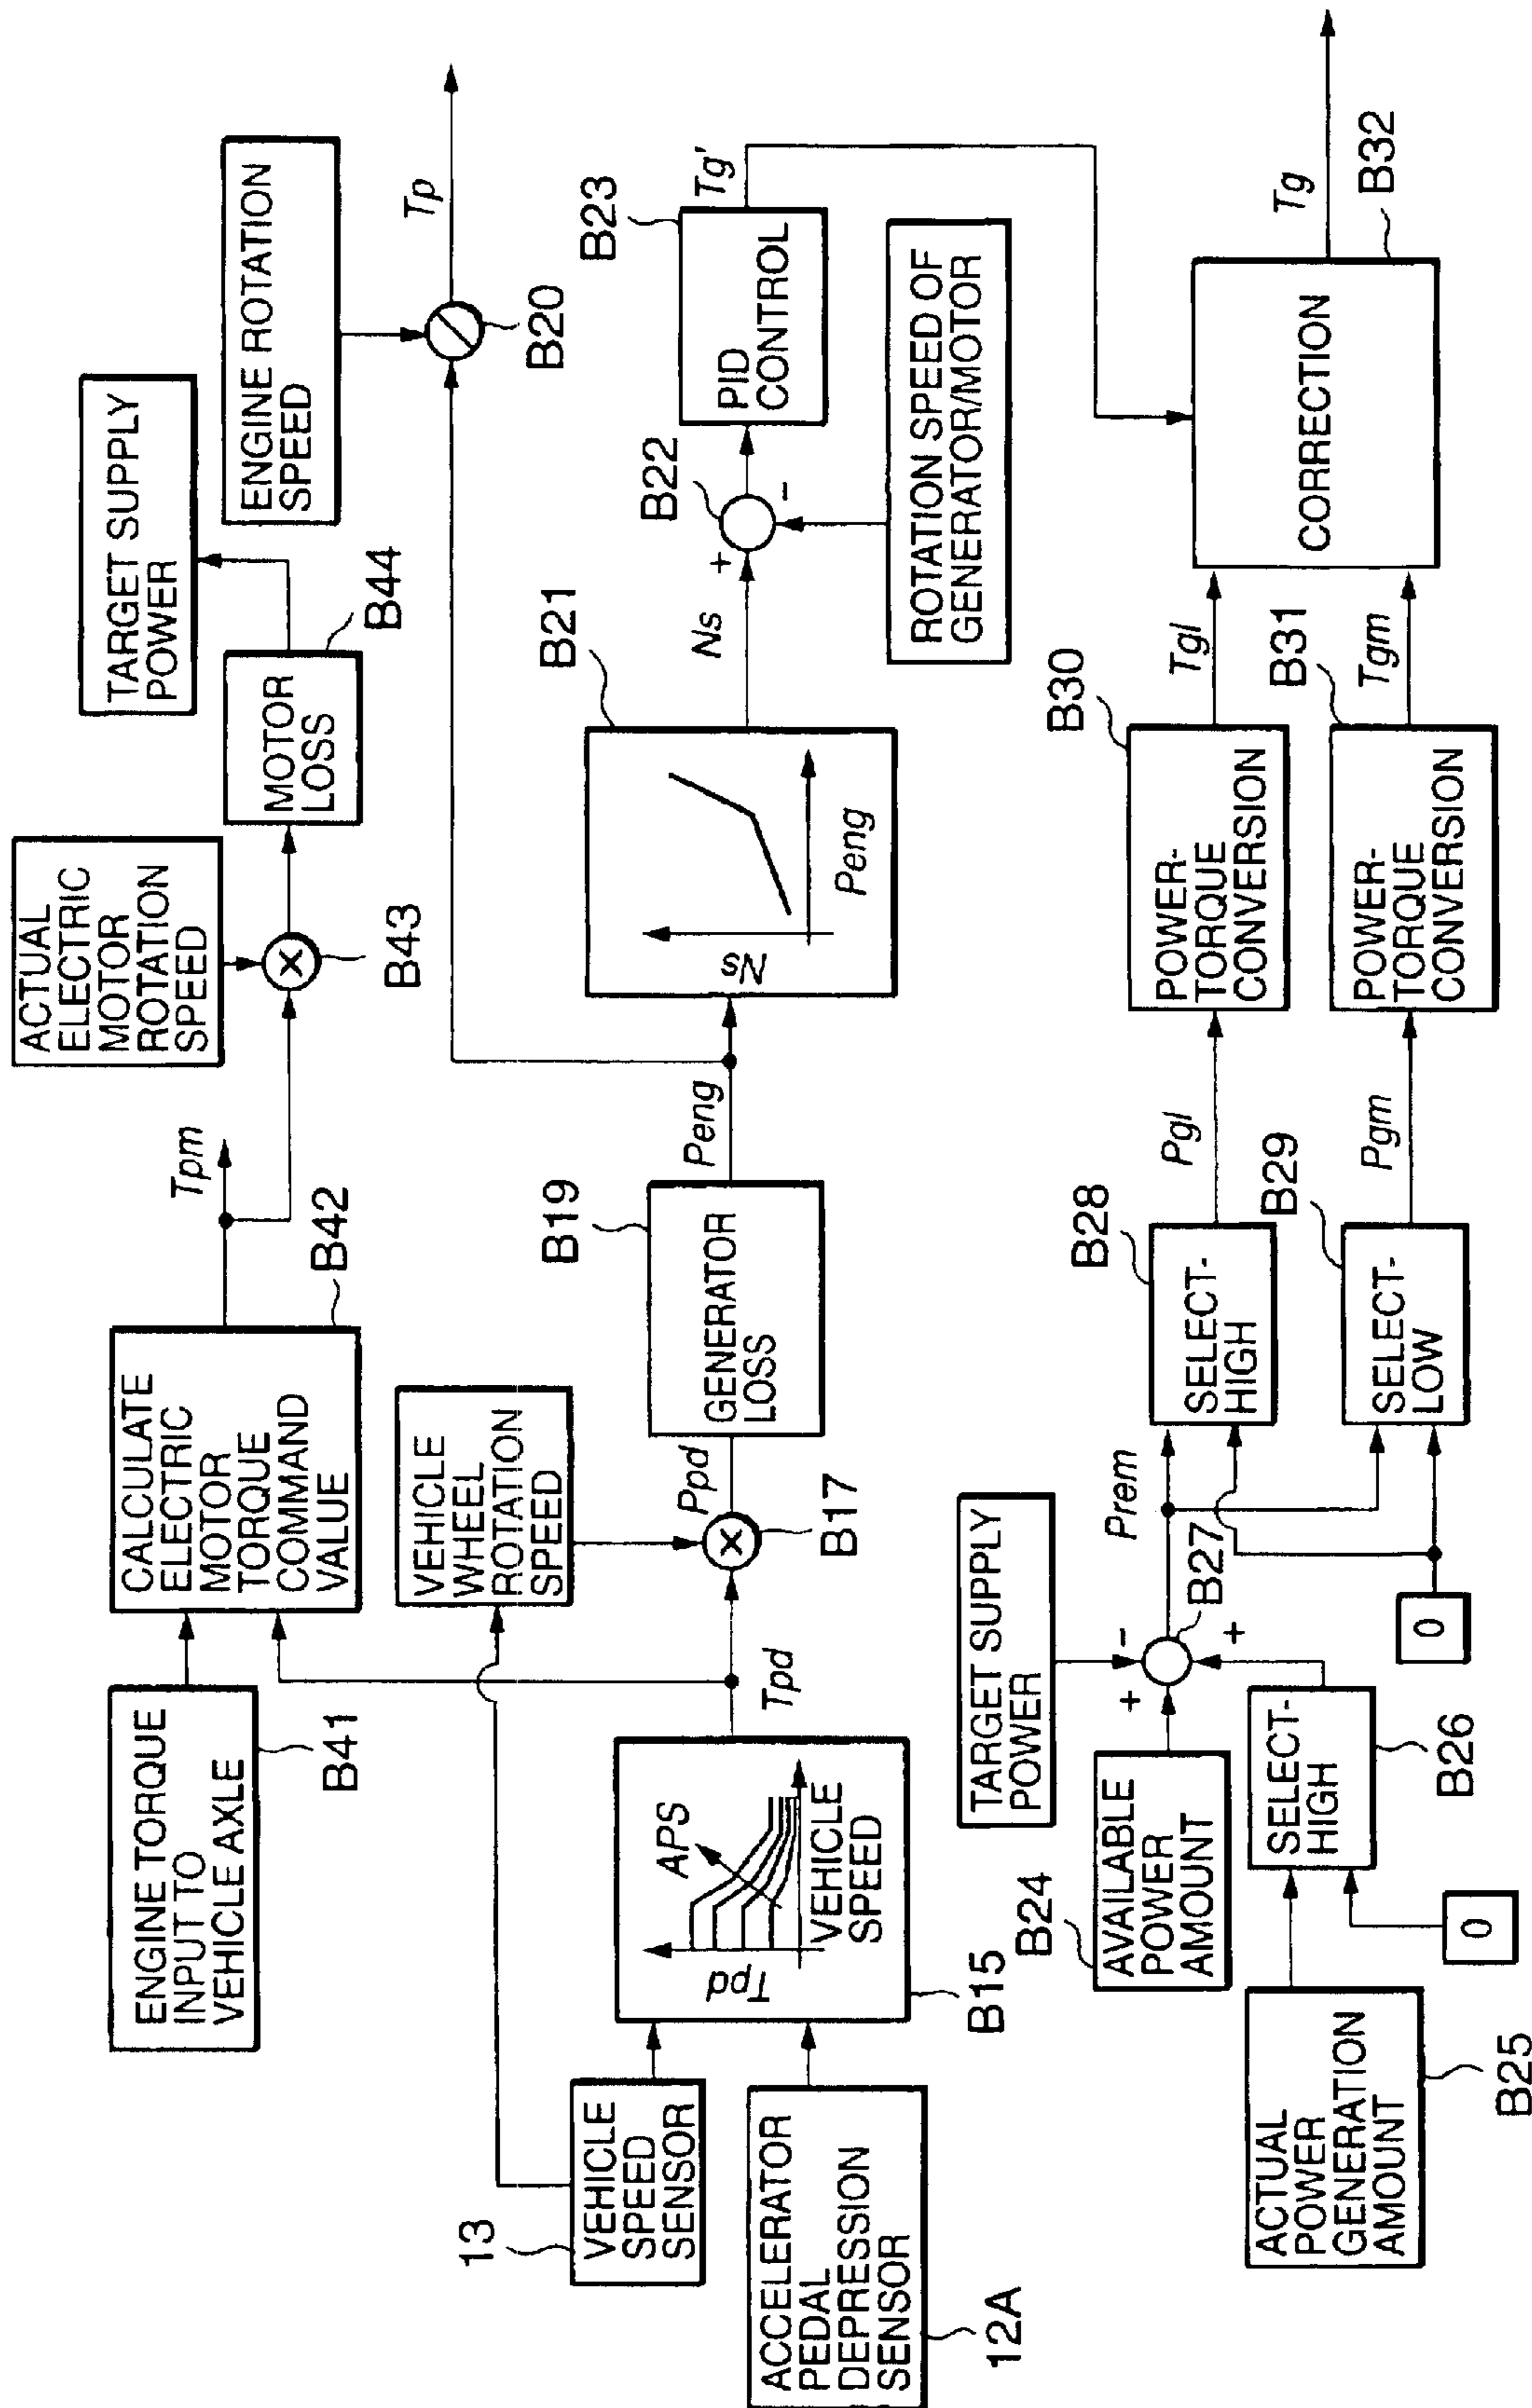 ENGINE TORQUE
INPUT TO
VEHICLE AXLE
B41
CALCULATE
ELECTRIC
MOTOR
TORQUE
COMMAND
VALUE
B42
Tpm
ACTUAL
ELECTRIC
MOTOR
ROTATION
SPEED
×
B43
MOTOR
LOSS
B44
TARGET SUPPLY
POWER
ENGINE ROTATION
SPEED
B20
Tp
13
VEHICLE
SPEED
SENSOR
ACCELERATOR
PEDAL
DEPRESSION
SENSOR
12A
Tpd
APS
VEHICLE
SPEED
B15
Tpd
VEHICLE
WHEEL
ROTATION
SPEED
×
B17
Ppd
GENERATOR
LOSS
B19
Peng
Ns
Peng
B21
Ns
+
-
B22
PID
CONTROL
B23
Tg'
ROTATION SPEED OF
GENERATOR/MOTOR
TARGET SUPPLY
POWER
AVAILABLE
POWER
AMOUNT
B24
ACTUAL
POWER
GENERATION
AMOUNT
B25
0
SELECT-
HIGH
B26
+
-
+
B27
Prem
0
SELECT-
HIGH
B28
SELECT-
LOW
B29
Pgl
Pgm
POWER-
TORQUE
CONVERSION
B30
POWER-
TORQUE
CONVERSION
B31
Tgl
Tgm
CORRECTION
B32
Tg